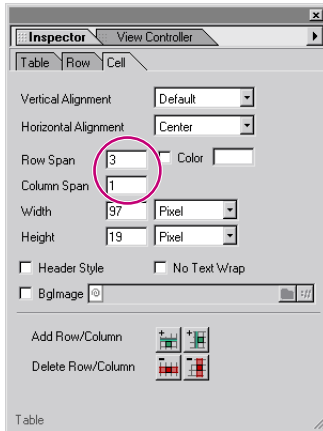 Inspector View Controller
Table Row Cell
Vertical Alignment Default
Horizontal Alignment Center
Row Span 3 Color
Column Span 1
Width 97 Pixel
Height 19 Pixel
Header Style No Text Wrap
BgImage
Add Row/Column
Delete Row/Column
Table